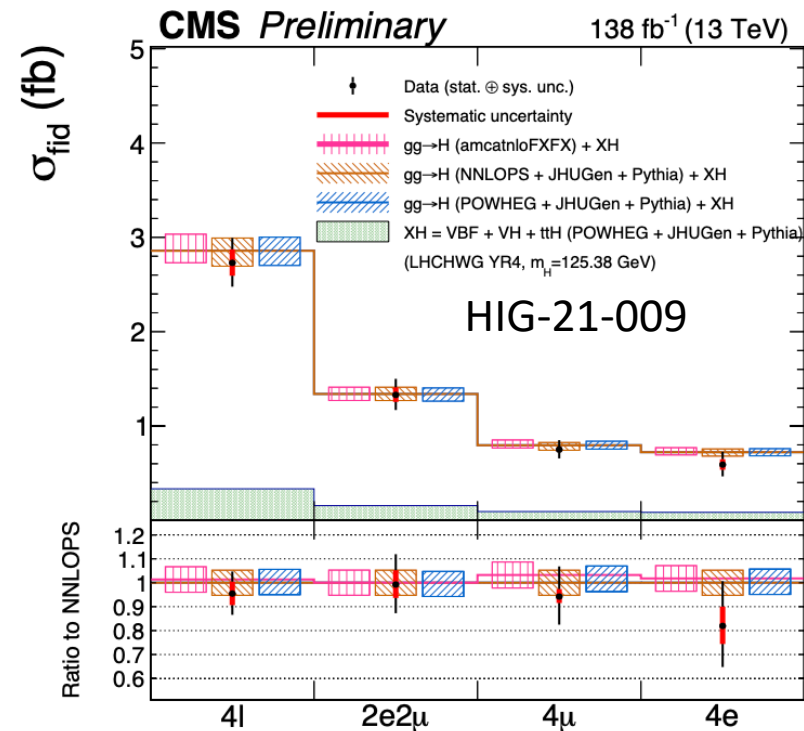 CMS Preliminary 138 fb⁻¹ (13 TeV)
σfid (fb)
5
4
3
2
1
Data (stat. ⊕ sys. unc.)
Systematic uncertainty
gg→H (amcatnloFXFX) + XH
gg→H (NNLOPS + JHUGen + Pythia) + XH
gg→H (POWHEG + JHUGen + Pythia) + XH
XH = VBF + VH + ttH (POWHEG + JHUGen + Pythia)
(LHCHWG YR4, mH=125.38 GeV)
HIG-21-009
Ratio to NNLOPS
1.2
1.1
1
0.9
0.8
0.7
0.6
4l 2e2μ 4μ 4e